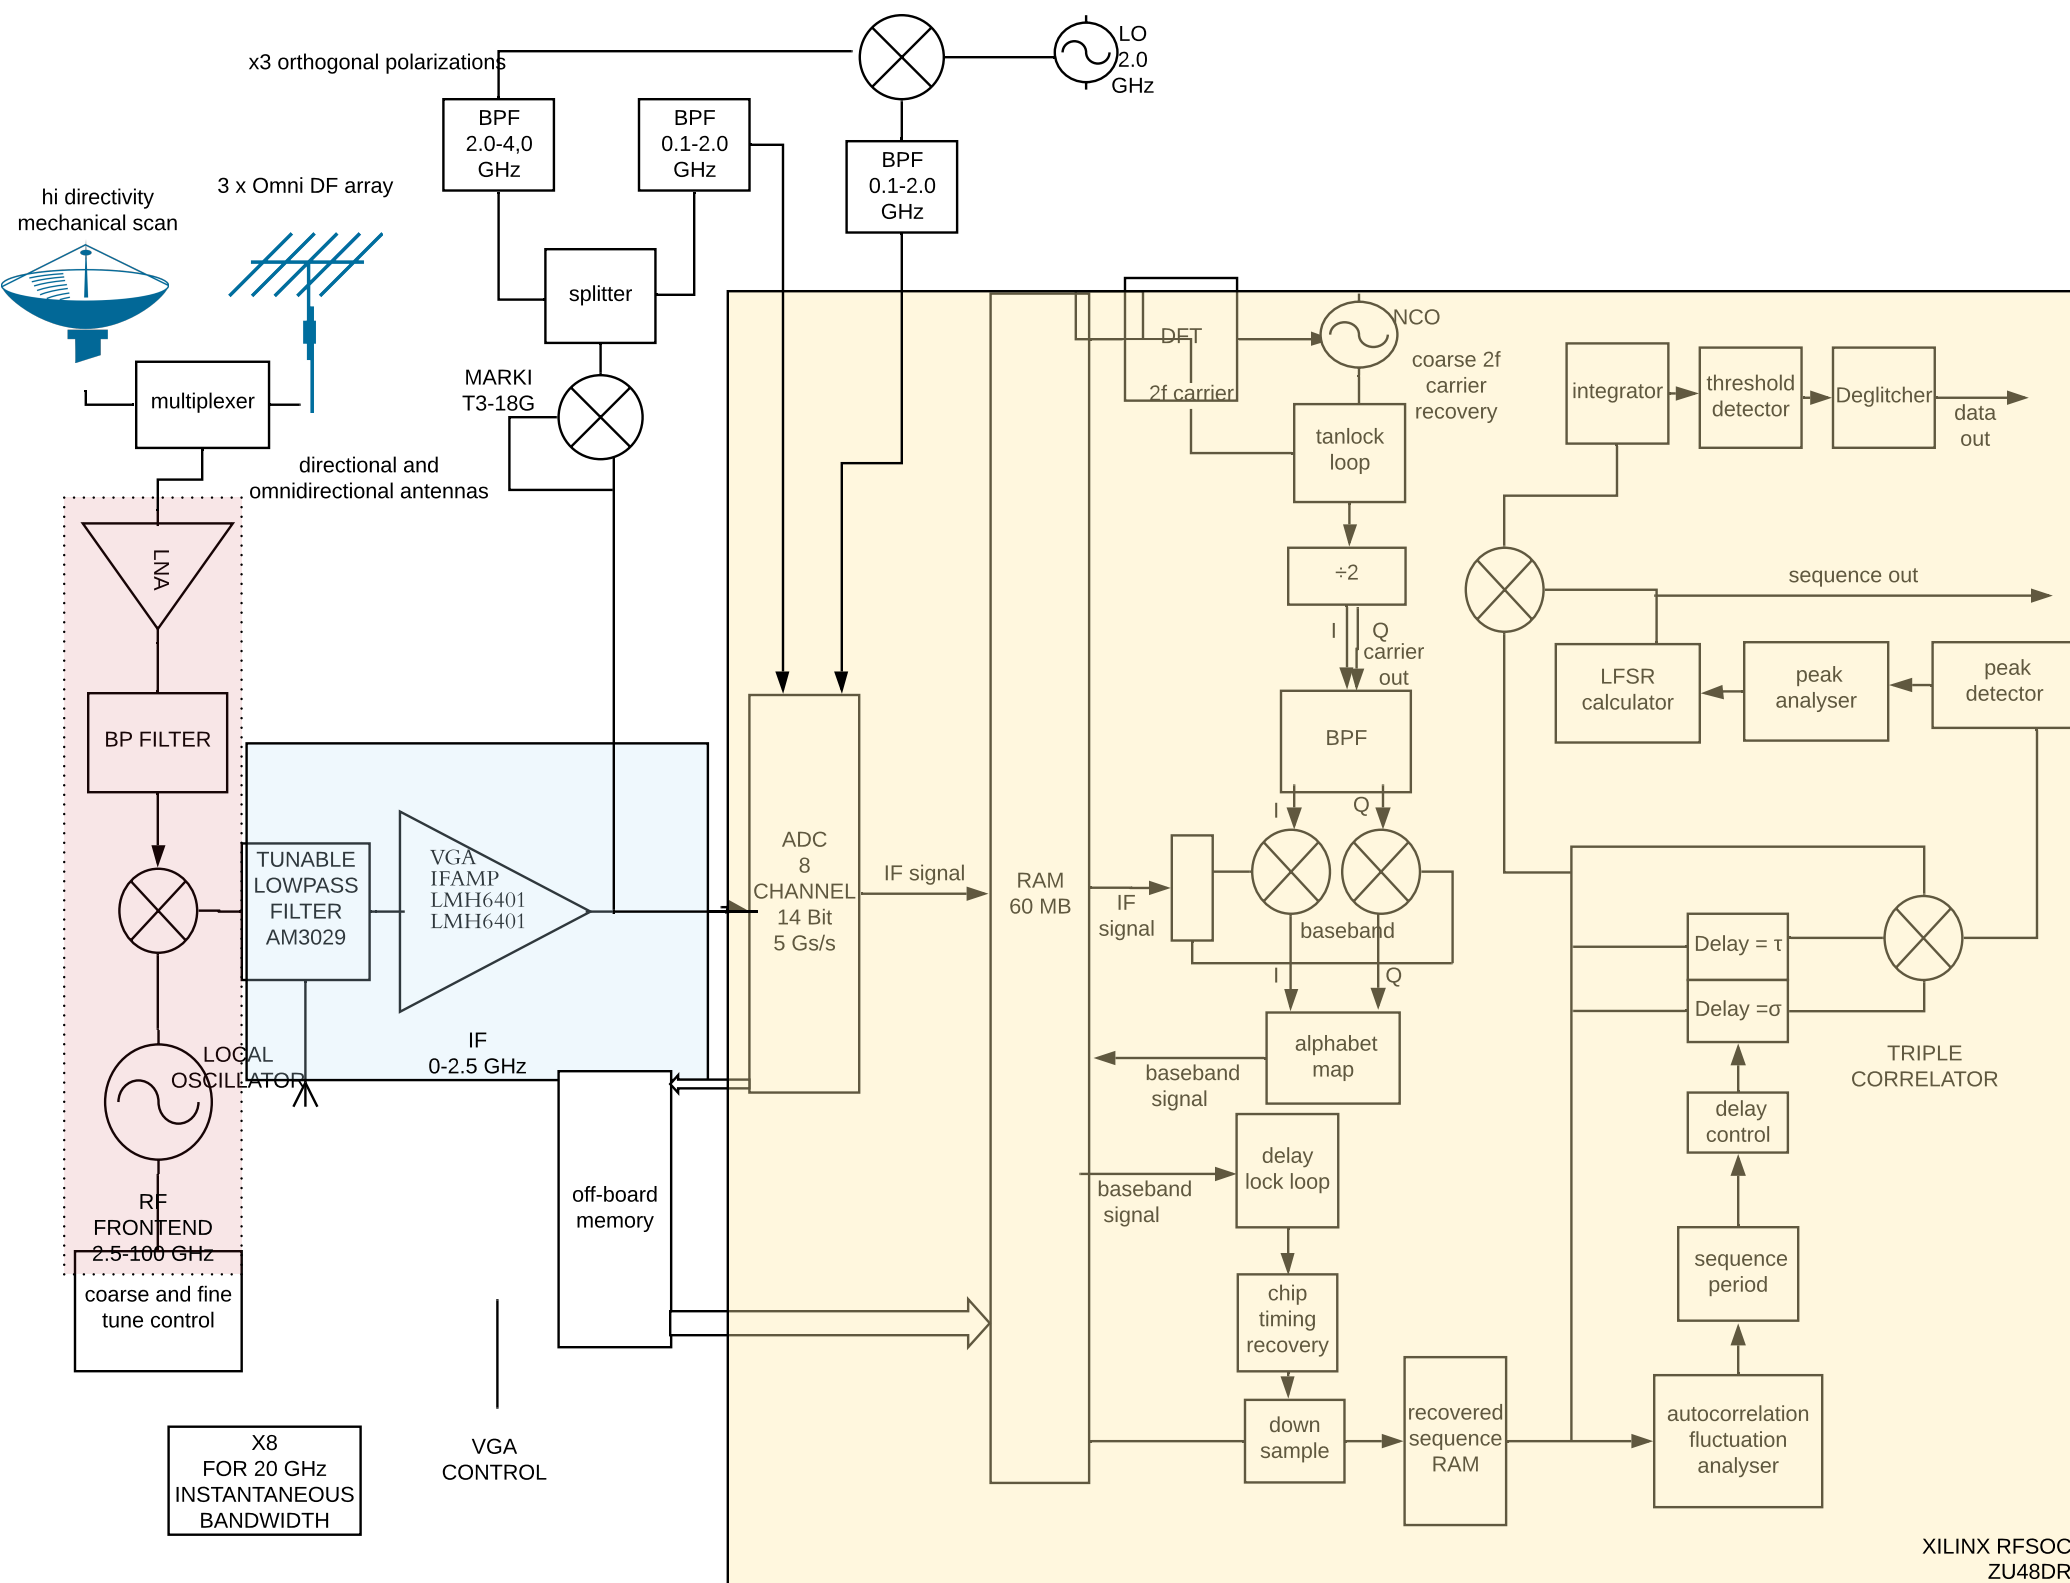 LO
2.0
GHz
x3 orthogonal polarizations
BPF
2.0-4,0
GHz
BPF
0.1-2.0
GHz
BPF
0.1-2.0
GHz
hi directivity
mechanical scan
3 x Omni DF array
splitter
MARKI
T3-18G
multiplexer
directional and
omnidirectional antennas
LNA
BP FILTER
TUNABLE
LOWPASS
FILTER
AM3029
VGA
IFAMP
LMH6401
LMH6401
IF
0-2.5 GHz
LOCAL
OSCILLATOR
RF
FRONTEND
2.5-100 GHz
coarse and fine
tune control
X8
FOR 20 GHz
INSTANTANEOUS
BANDWIDTH
VGA
CONTROL
off-board
memory
ADC
8
CHANNEL
14 Bit
5 Gs/s
IF signal
RAM
60 MB
DFT
2f carrier
NCO
coarse 2f
carrier
recovery
tanlock
loop
÷2
I
Q
carrier
out
BPF
I
Q
IF
signal
baseband
I
Q
alphabet
map
baseband
signal
baseband
signal
delay
lock loop
chip
timing
recovery
down
sample
recovered
sequence
RAM
integrator
threshold
detector
Deglitcher
data
out
sequence out
LFSR
calculator
peak
analyser
peak
detector
Delay = τ
Delay =σ
TRIPLE
CORRELATOR
delay
control
sequence
period
autocorrelation
fluctuation
analyser
XILINX RFSOC
ZU48DR